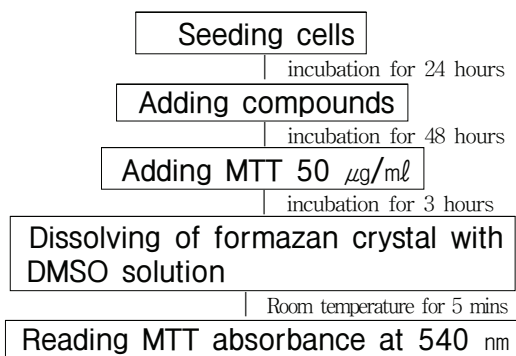 Seeding cells
incubation for 24 hours
Adding compounds
incubation for 48 hours
Adding MTT 50 ㎍/㎖
incubation for 3 hours
Dissolving of formazan crystal with
DMSO solution
Room temperature for 5 mins
Reading MTT absorbance at 540 ㎚